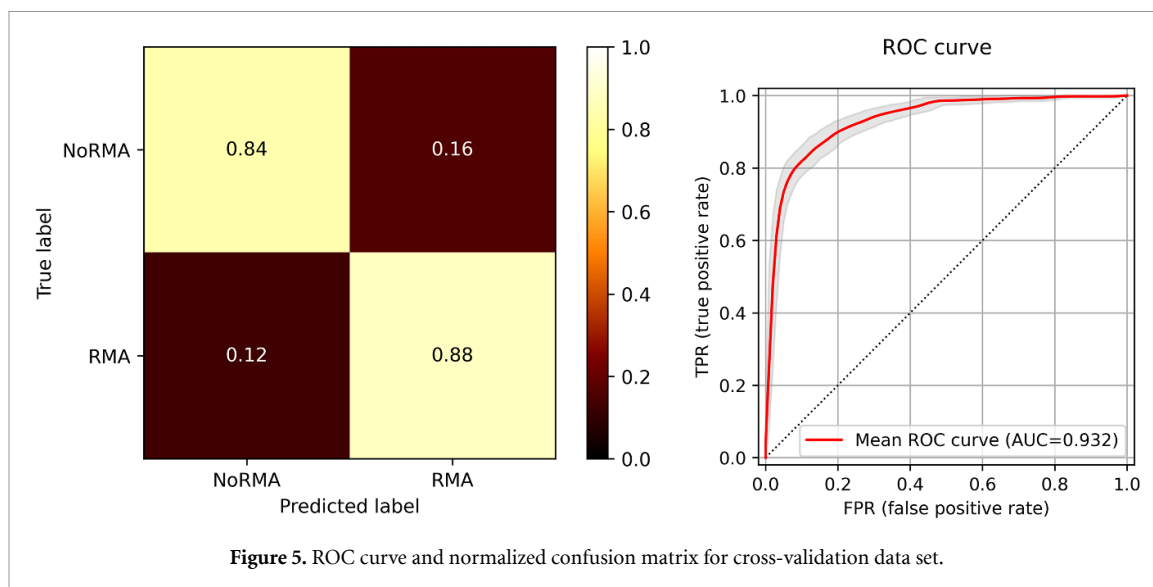 True label
NoRMA
RMA
0.84
0.16
0.12
0.88
NoRMA
RMA
Predicted label
1.0
0.8
0.6
0.4
0.2
0.0
ROC curve
TPR (true positive rate)
1.0
0.8
0.6
0.4
0.2
0.0
Mean ROC curve (AUC=0.932)
0.0
0.2
0.4
0.6
0.8
1.0
FPR (false positive rate)
Figure 5. ROC curve and normalized confusion matrix for cross-validation data set.